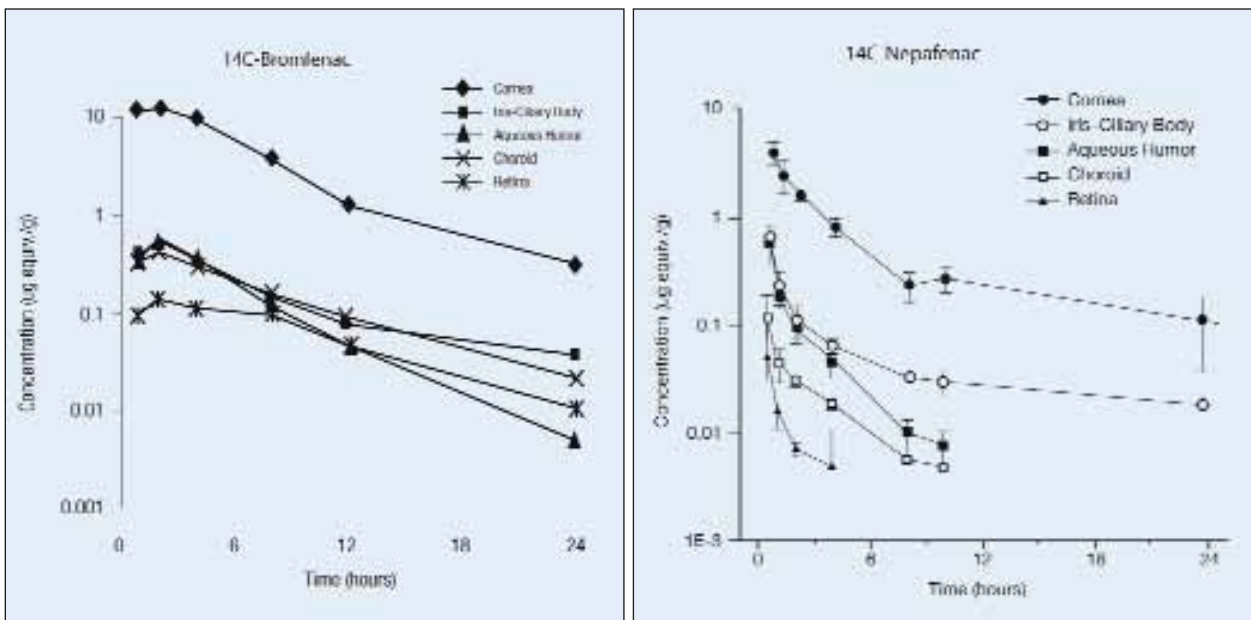 14C-Bromfenac
Cornea
Iris-Ciliary Body
Aqueous Humor
Choroid
Retina
10
1
0.1
0.01
0.001
0
6
12
18
24
Concentration (ug equiv/g)
Time (hours)
14C Nepafenac
Cornea
Iris-Ciliary Body
Aqueous Humor
Choroid
Retina
10
1
0.1
0.01
1E-3
0
6
12
18
24
Concentration (µg equiv/g)
Time (hours)